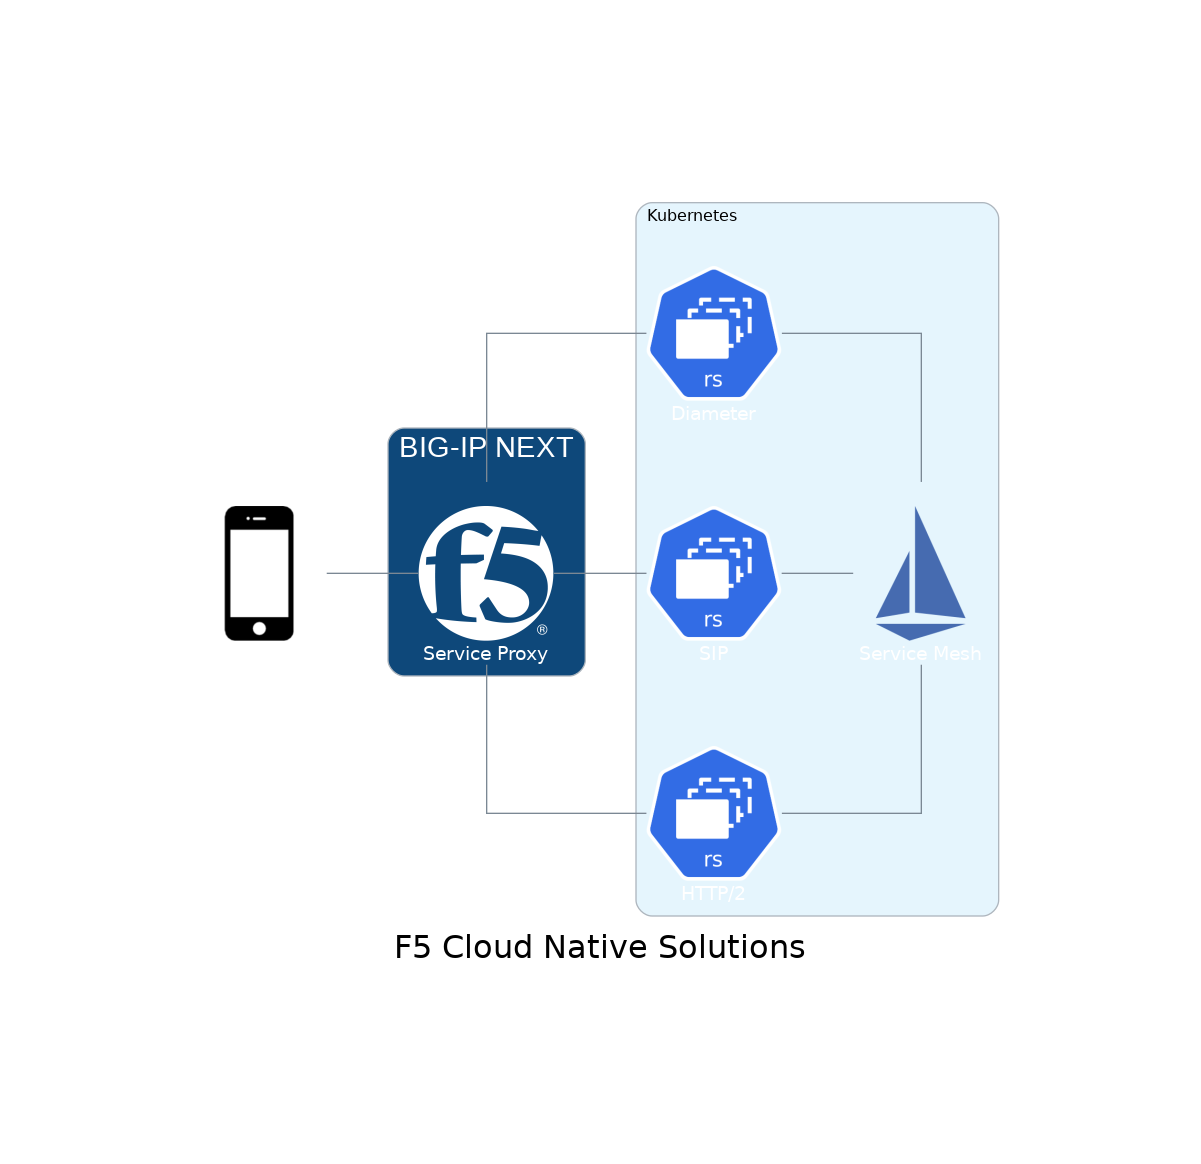 Kubernetes
rs
Diameter
BIG-IP NEXT
f5
®
Service Proxy
rs
SIP
Service Mesh
rs
HTTP/2
F5 Cloud Native Solutions